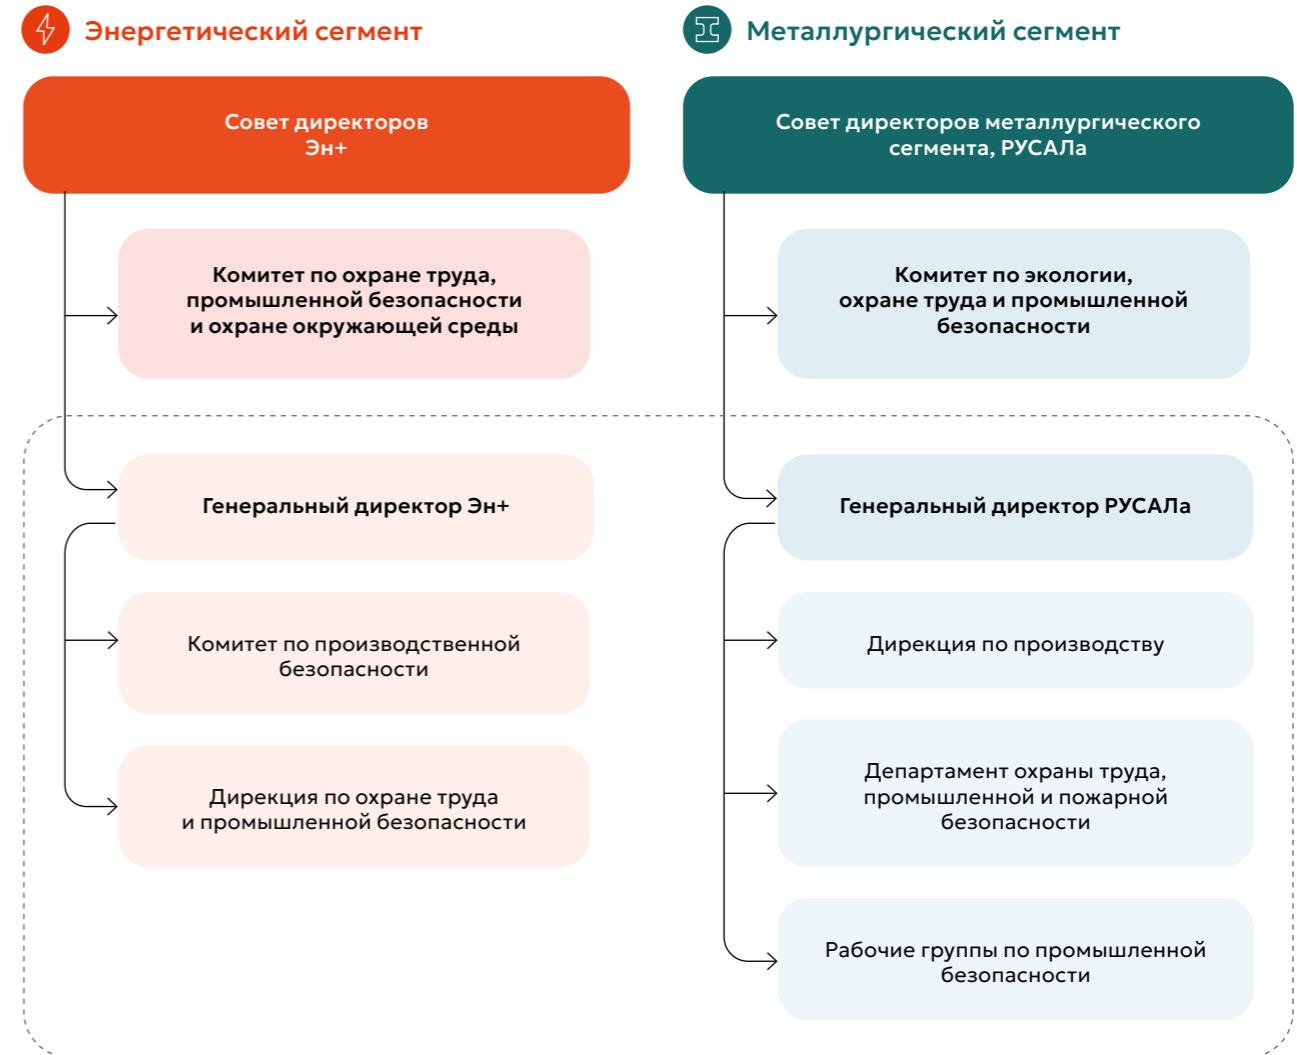 Энергетический сегмент
Совет директоров
Эн+
Комитет по охране труда,
промышленной безопасности
и охране окружающей среды
Генеральный директор Эн+
Комитет по производственной
безопасности
Дирекция по охране труда
и промышленной безопасности
Металлургический сегмент
Совет директоров металлургического
сегмента, РУСАЛа
Комитет по экологии,
охране труда и промышленной
безопасности
Генеральный директор РУСАЛа
Дирекция по производству
Департамент охраны труда,
промышленной и пожарной
безопасности
Рабочие группы по промышленной
безопасности